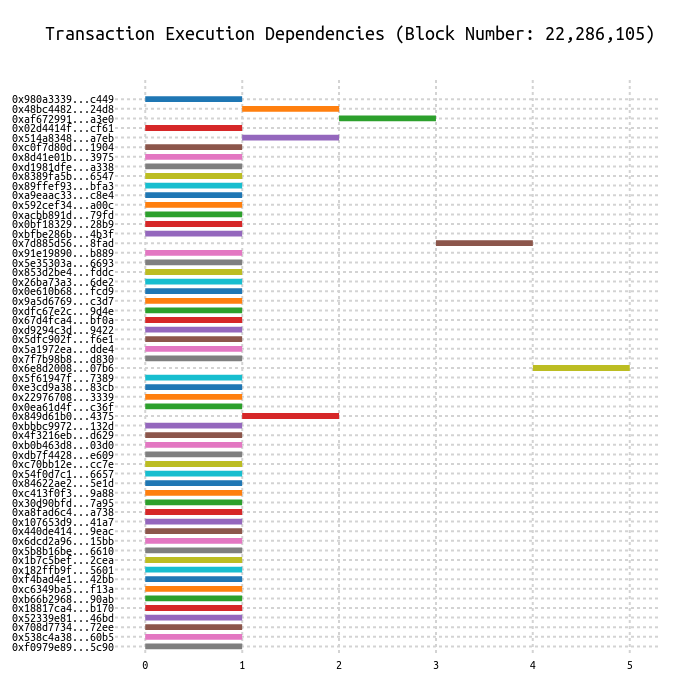 Transaction Execution Dependencies (Block Number: 22,286,105)
0x980a3339...c449
0x48bc4482...24d8
0xaf672991...a3e0
0x02d4414f...cf61
0x514a8348...a7eb
0xc0f7d80d...1904
0x8d41e01b...3975
0xd1981dfe...a338
0x8389fa5b...6547
0x89ffef93...bfa3
0xa9eaac33...c8e4
0x592cef34...a00c
0xacbb891d...79fd
0x0bf18329...28b9
0xbfbe286b...4b3f
0x7d885d56...8fad
0x91e19890...b889
0x5e35303a...6693
0x853d2be4...fddc
0x26ba73a3...6de2
0x0e610b68...fcd9
0x9a5d6769...c3d7
0xdfc67e2c...9d4e
0x67d4fca4...bf0a
0xd9294c3d...9422
0x5dfc902f...f6e1
0x5a1972ea...dde4
0x7f7b98b8...d830
0x6e8d2008...07b6
0x5f61947f...7389
0xe3cd9a38...83cb
0x22976708...3339
0x0ea61d4f...c36f
0x849d61b0...4375
0xbbbc9972...132d
0x4f3216eb...d629
0xb0b463d8...03d0
0xdb7f4428...e609
0xc70bb12e...cc7e
0x54f0d7c1...6657
0x84622ae2...5e1d
0xc413f0f3...9a88
0x30d90bfd...7a95
0xa8fad6c4...a738
0x107653d9...41a7
0x440de414...9eac
0x6dcd2a96...15bb
0x5b8b16be...6610
0x1b7c5bef...2cea
0x182ffb9f...5601
0xf4bad4e1...42bb
0xc6349ba5...f13a
0xb66b2968...90ab
0x18817ca4...b170
0x52339e81...46bd
0x708d7734...72ee
0x538c4a38...60b5
0xf0979e89...5c90
0 1 2 3 4 5